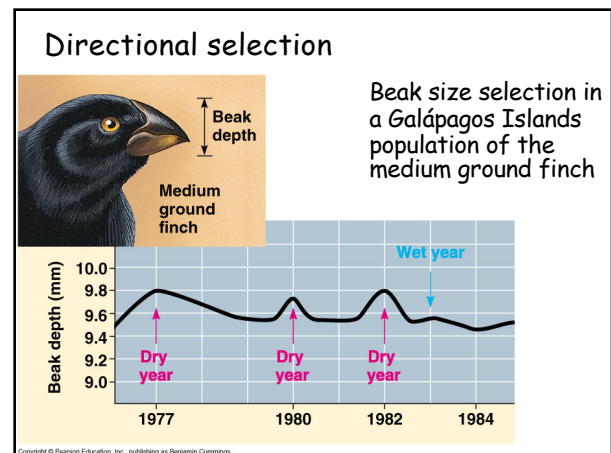 Directional selection
Beak size selection in
a Galápagos Islands
population of the
medium ground finch
Beak
depth
Medium
ground
finch
Beak depth (mm)
10.0
9.8
9.6
9.4
9.2
9.0
Dry
year
Dry
year
Dry
year
Wet year
1977
1980
1982
1984
Copyright © Pearson Education, Inc., publishing as Benjamin Cummings